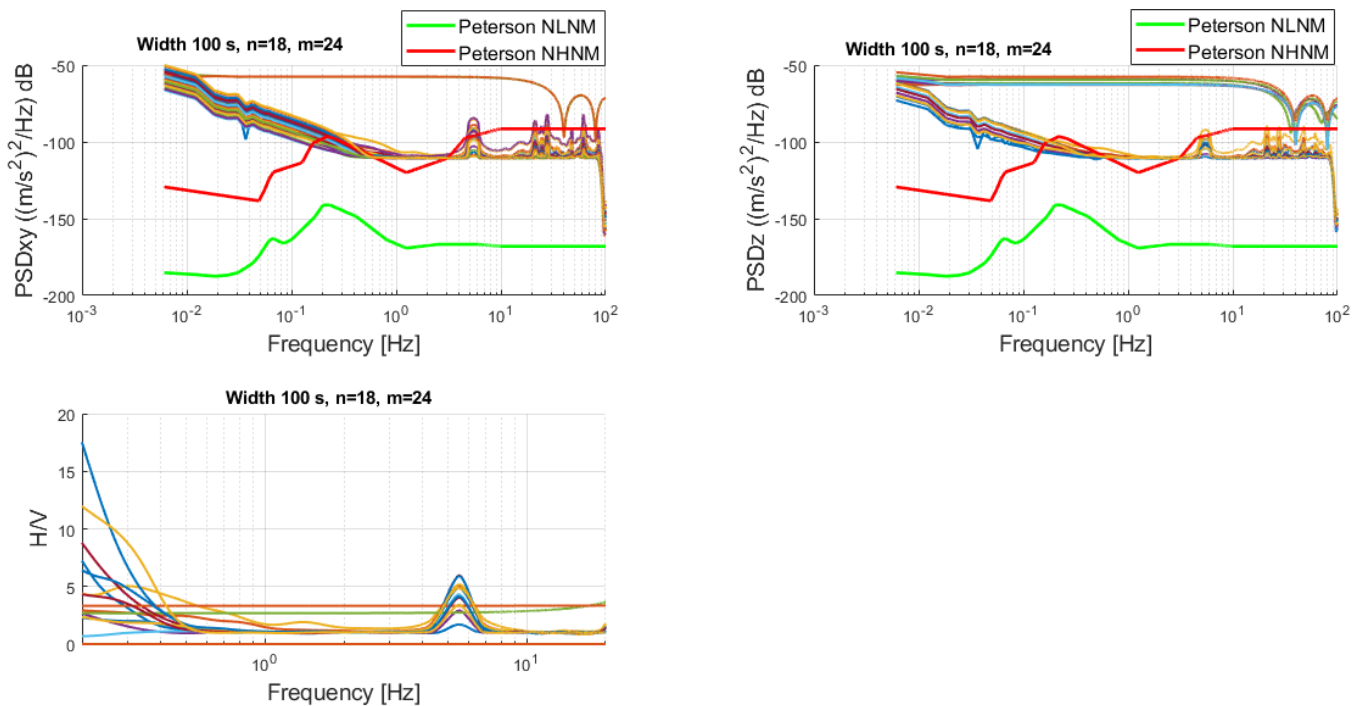 Peterson NLNM
Peterson NHNM
Width 100 s, n=18, m=24
PSDxy ((m/s²)²/Hz) dB
-50
-100
-150
-200
10⁻³
10⁻²
10⁻¹
10⁰
10¹
10²
Frequency [Hz]
Peterson NLNM
Peterson NHNM
Width 100 s, n=18, m=24
PSDz ((m/s²)²/Hz) dB
-50
-100
-150
-200
10⁻³
10⁻²
10⁻¹
10⁰
10¹
10²
Frequency [Hz]
Width 100 s, n=18, m=24
H/V
20
15
10
5
0
10⁰
10¹
Frequency [Hz]